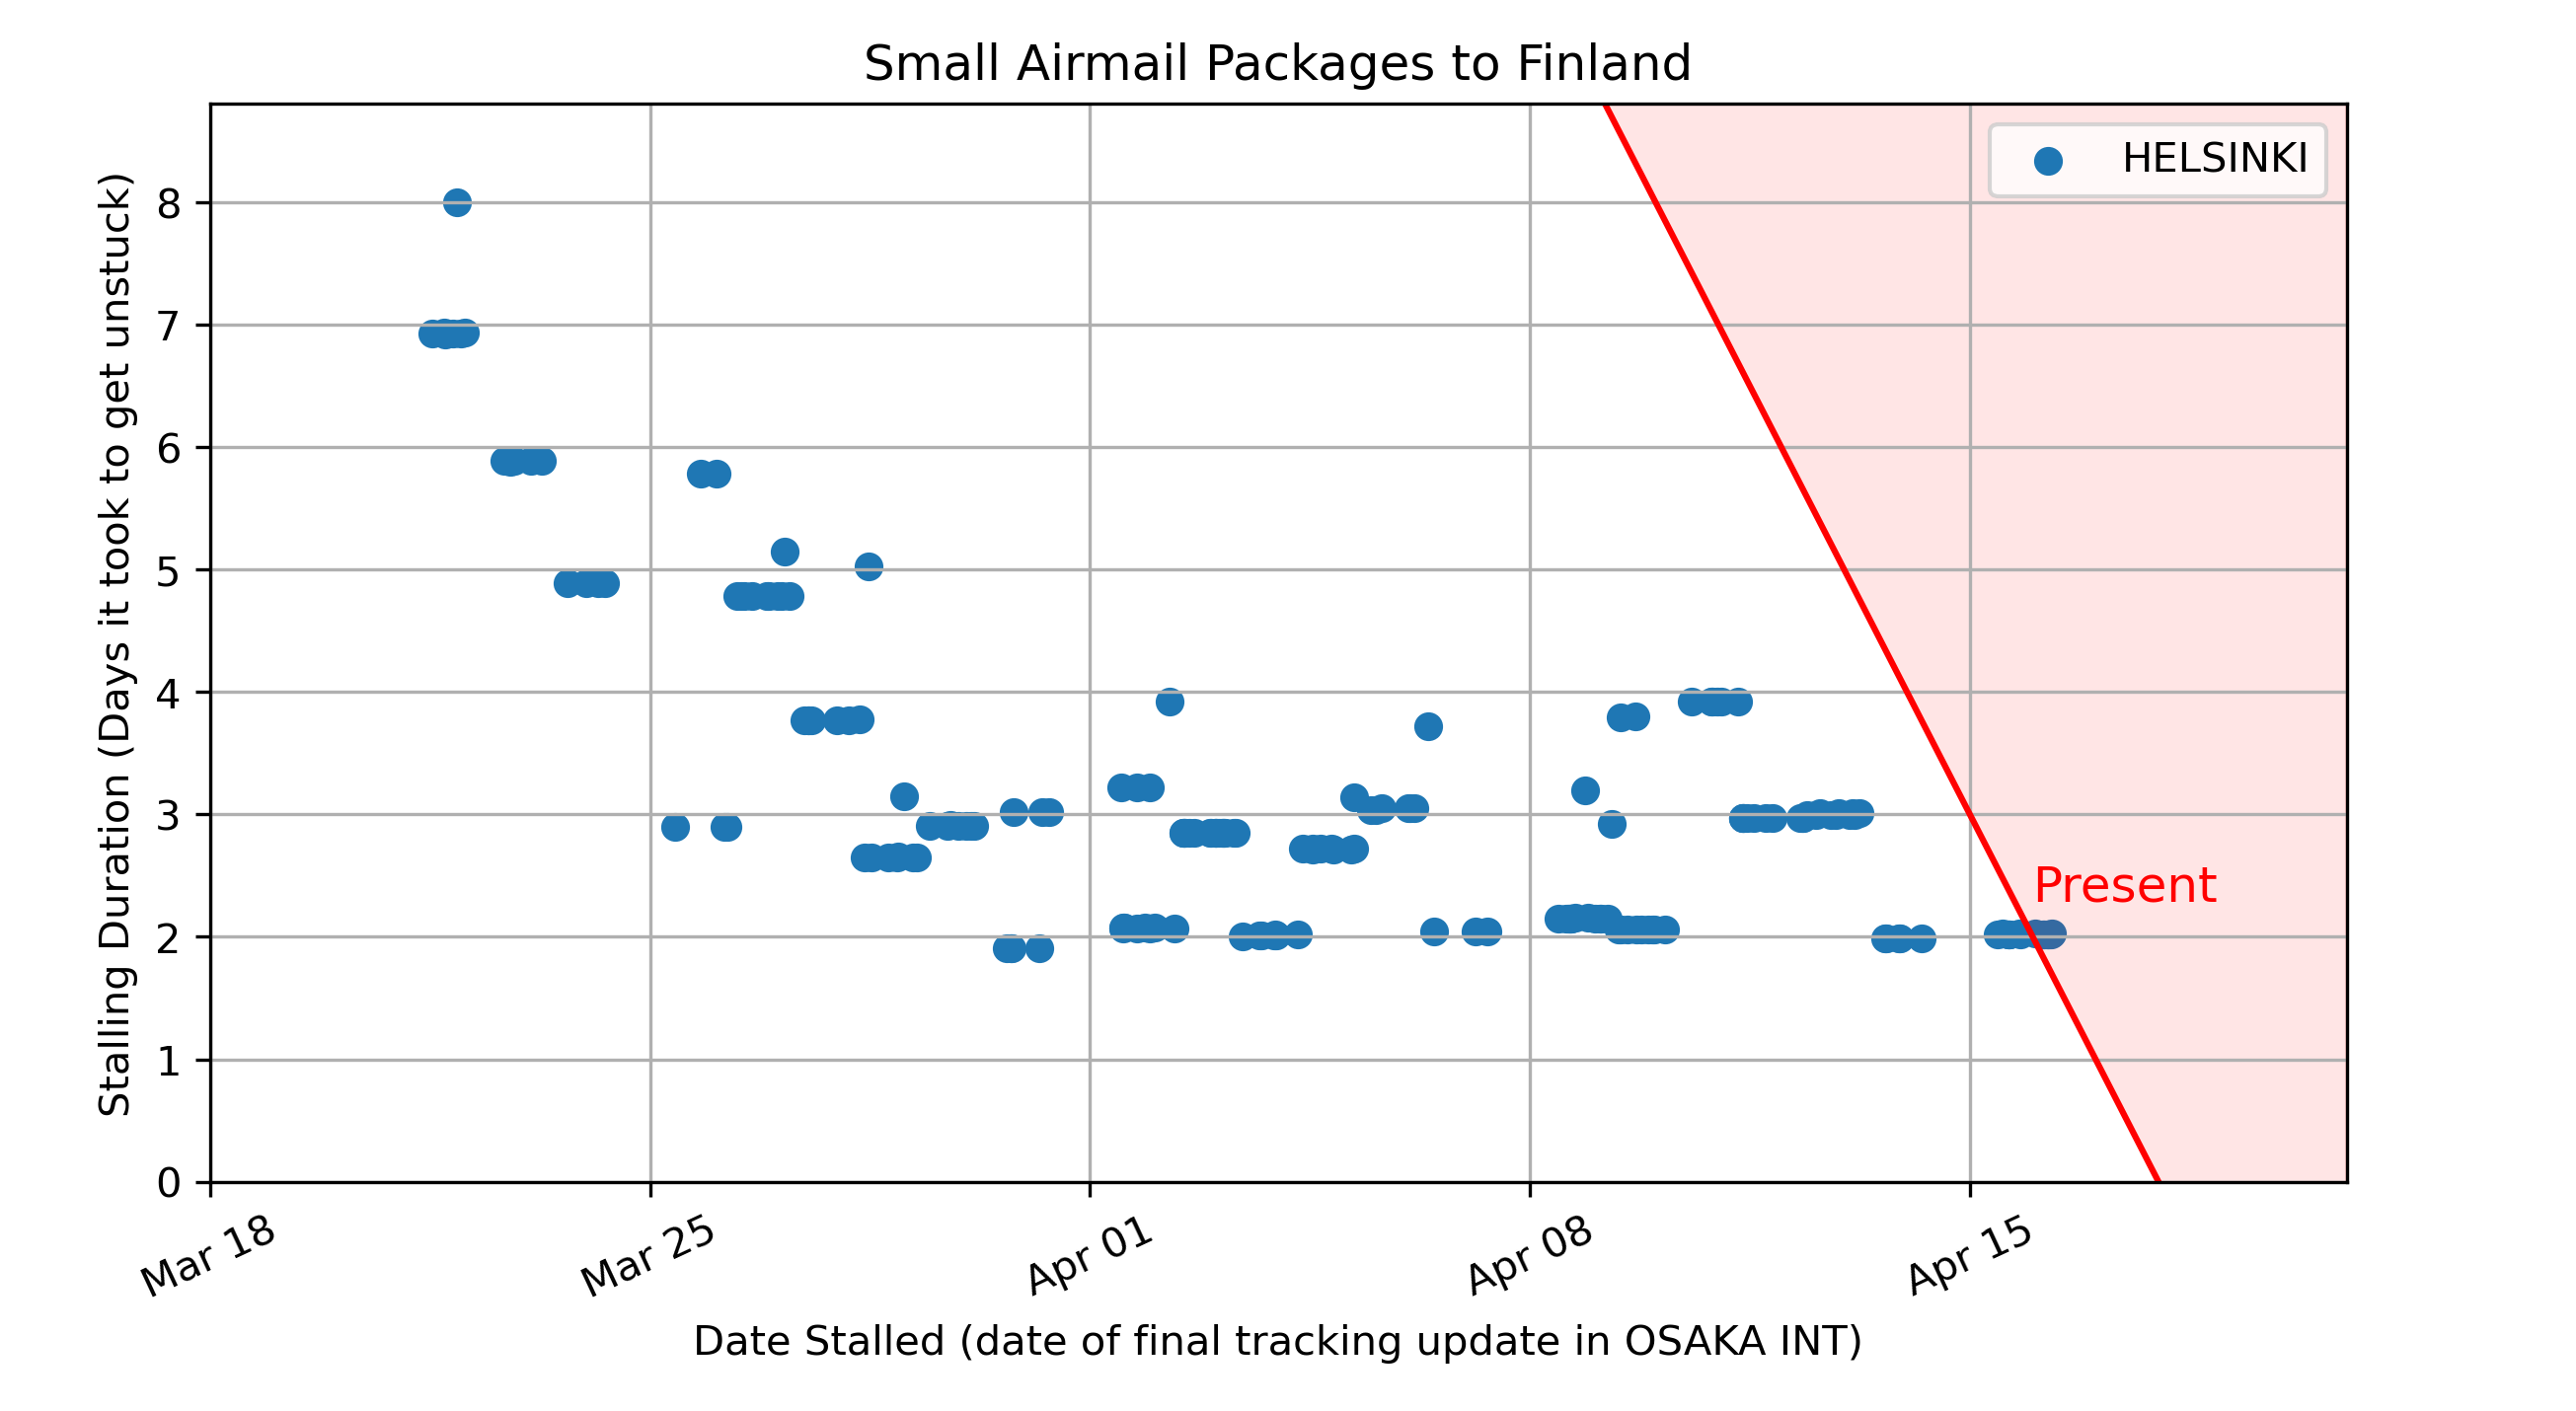 Small Airmail Packages to Finland
HELSINKI
Stalling Duration (Days it took to get unstuck)
8
7
6
5
4
3
2
1
0
Present
Mar 18
Mar 25
Apr 01
Apr 08
Apr 15
Date Stalled (date of final tracking update in OSAKA INT)